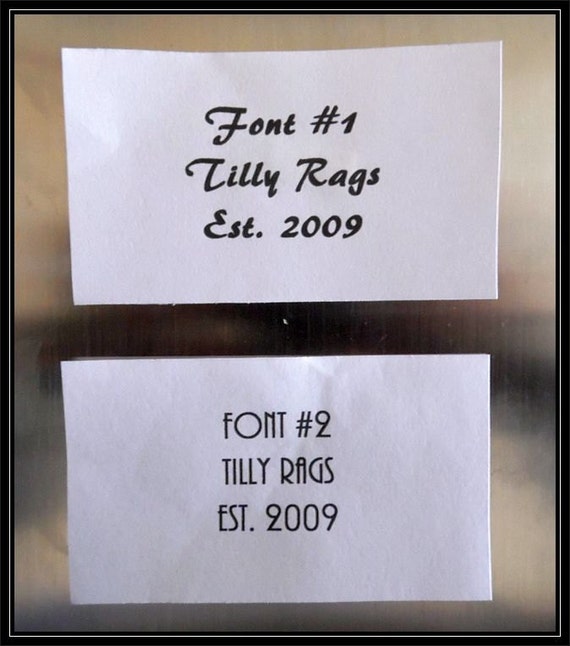 Font #1
Tilly Rags
Est. 2009
FONT #2
TILLY RAGS
EST. 2009